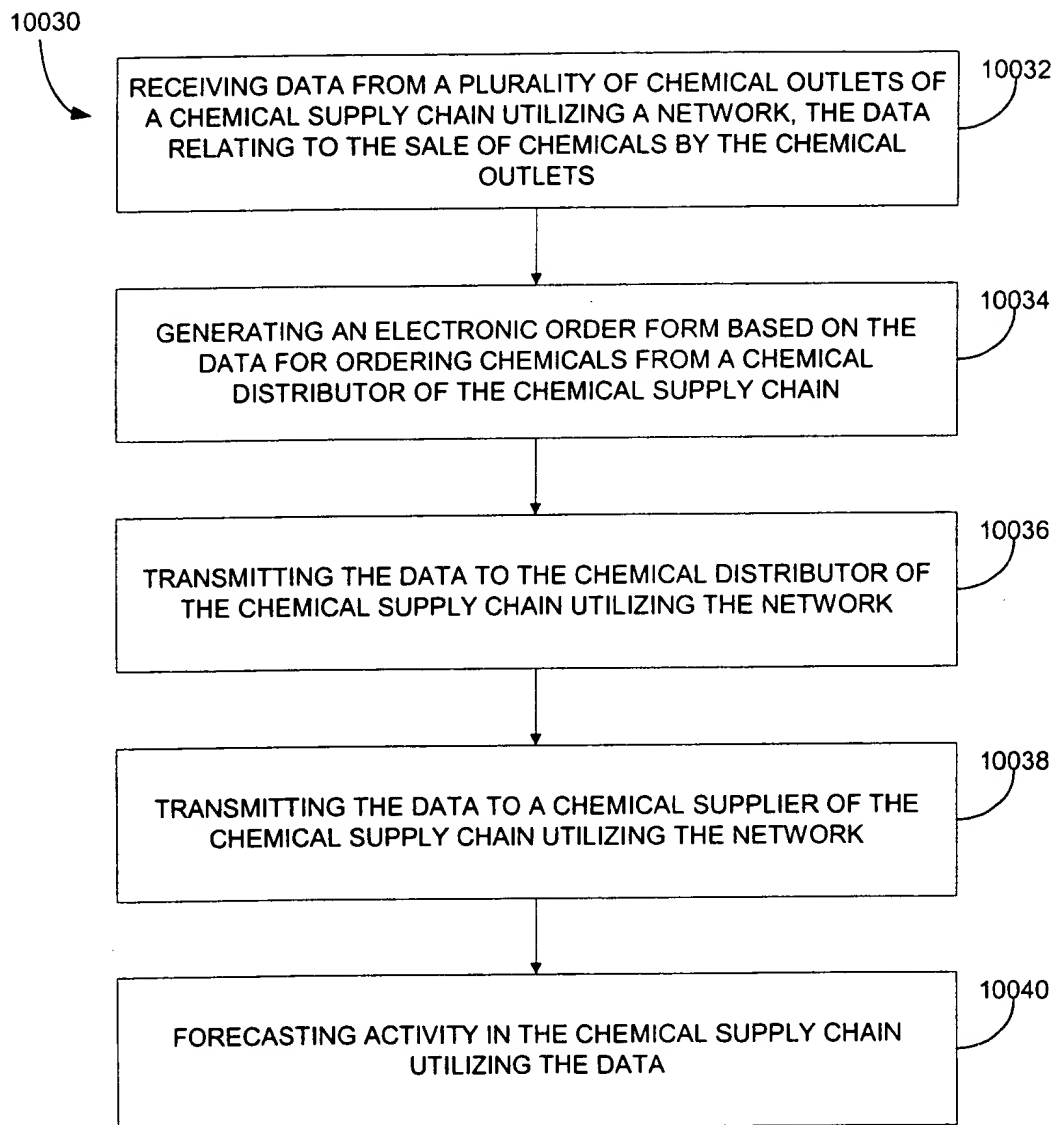 10030
RECEIVING DATA FROM A PLURALITY OF CHEMICAL OUTLETS OF
A CHEMICAL SUPPLY CHAIN UTILIZING A NETWORK, THE DATA
RELATING TO THE SALE OF CHEMICALS BY THE CHEMICAL
OUTLETS
10032
GENERATING AN ELECTRONIC ORDER FORM BASED ON THE
DATA FOR ORDERING CHEMICALS FROM A CHEMICAL
DISTRIBUTOR OF THE CHEMICAL SUPPLY CHAIN
10034
TRANSMITTING THE DATA TO THE CHEMICAL DISTRIBUTOR OF
THE CHEMICAL SUPPLY CHAIN UTILIZING THE NETWORK
10036
TRANSMITTING THE DATA TO A CHEMICAL SUPPLIER OF THE
CHEMICAL SUPPLY CHAIN UTILIZING THE NETWORK
10038
FORECASTING ACTIVITY IN THE CHEMICAL SUPPLY CHAIN
UTILIZING THE DATA
10040